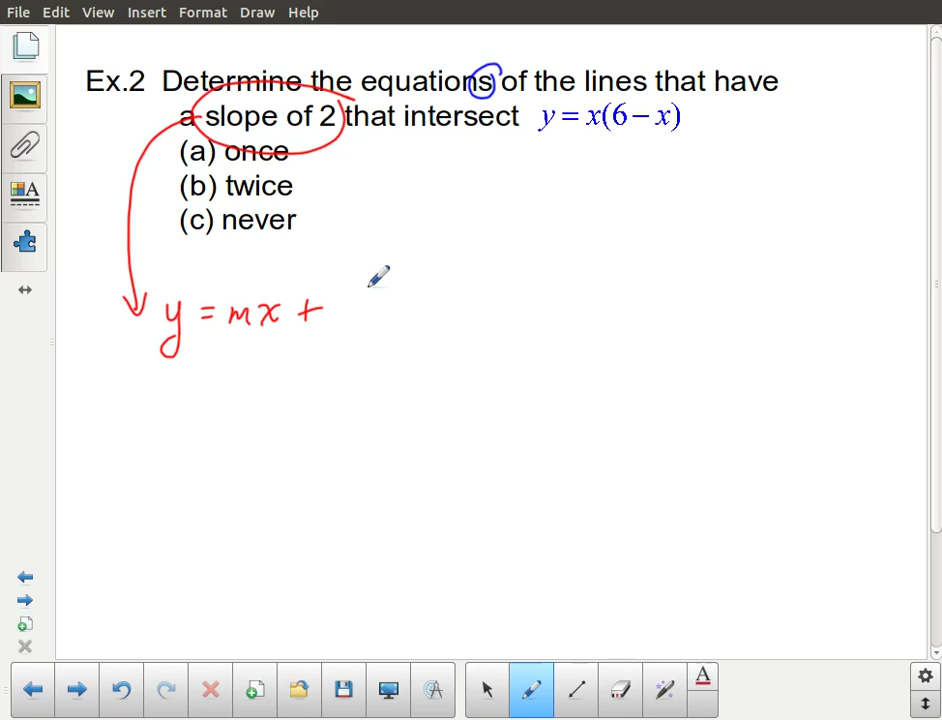 File Edit View Insert Format Draw Help
Ex.2 Determine the equations of the lines that have
a slope of 2 that intersect y = x(6 − x)
(a) once
(b) twice
(c) never
y = mx +
A
A